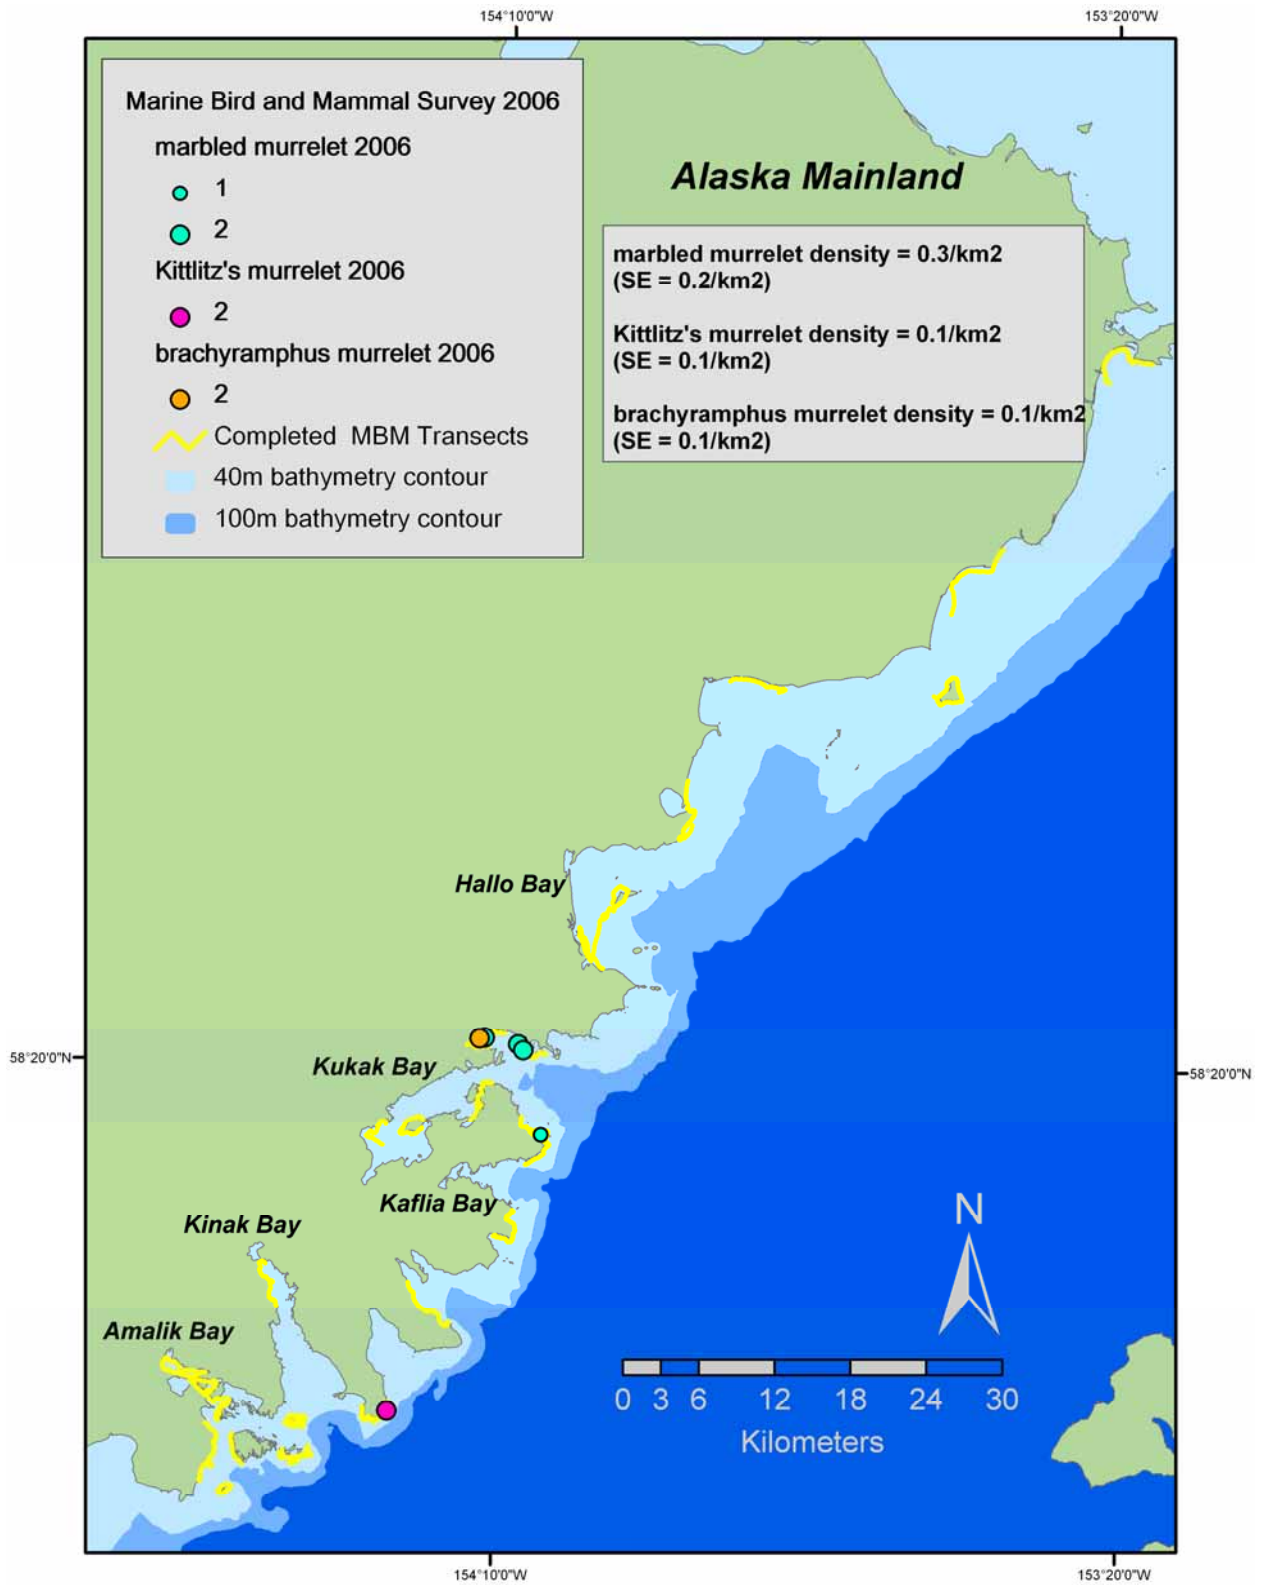 154°10'0"W 153°20'0"W
Marine Bird and Mammal Survey 2006
marbled murrelet 2006
1
2
Kittlitz's murrelet 2006
2
brachyramphus murrelet 2006
2
Completed MBM Transects
40m bathymetry contour
100m bathymetry contour
Alaska Mainland
marbled murrelet density = 0.3/km2
(SE = 0.2/km2)
Kittlitz's murrelet density = 0.1/km2
(SE = 0.1/km2)
brachyramphus murrelet density = 0.1/km2
(SE = 0.1/km2)
Hallo Bay
58°20'0"N
Kukak Bay
58°20'0"N
Kaflia Bay
Kinak Bay
Amalik Bay
N
0 3 6 12 18 24 30
Kilometers
154°10'0"W 153°20'0"W